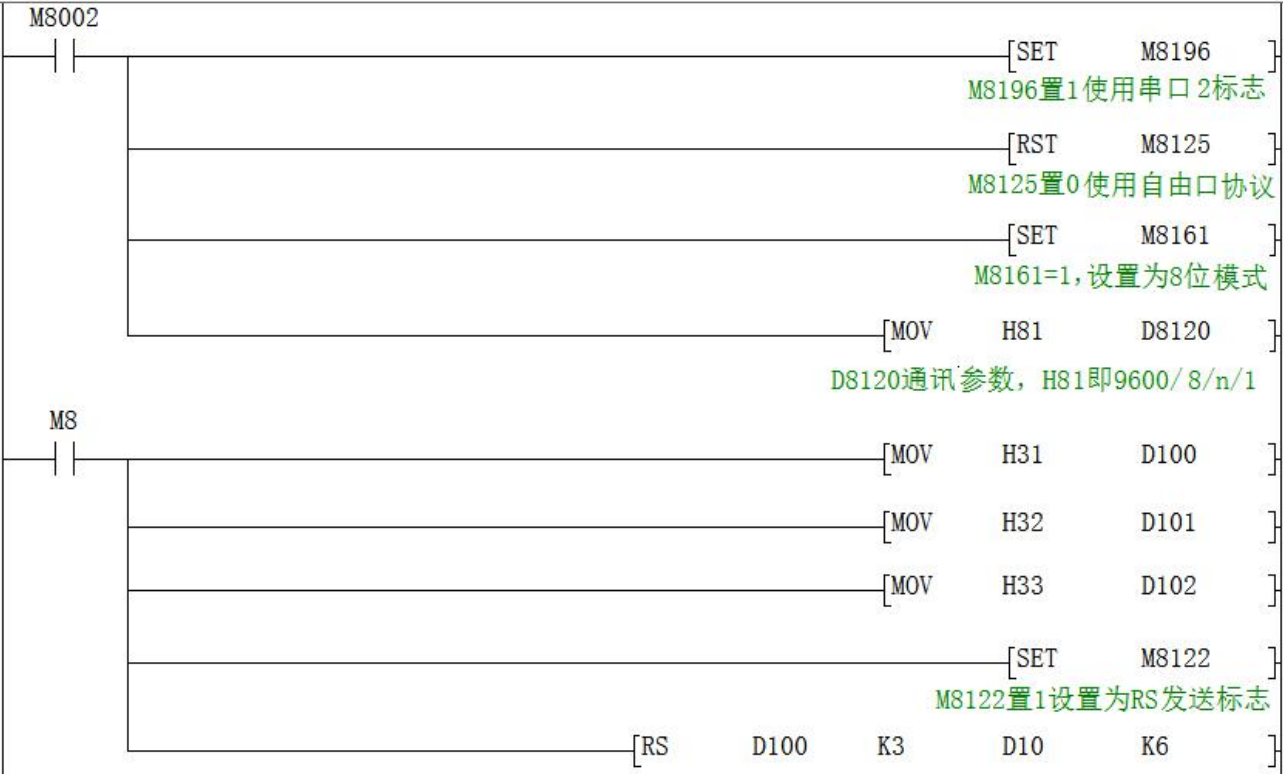 M8002
[SET M8196 ]
M8196置1使用串口2标志
[RST M8125 ]
M8125置0使用自由口协议
[SET M8161 ]
M8161=1,设置为8位模式
[MOV H81 D8120 ]
D8120通讯参数，H81即9600/8/n/1
M8
[MOV H31 D100 ]
[MOV H32 D101 ]
[MOV H33 D102 ]
[SET M8122 ]
M8122置1设置为RS发送标志
[RS D100 K3 D10 K6 ]